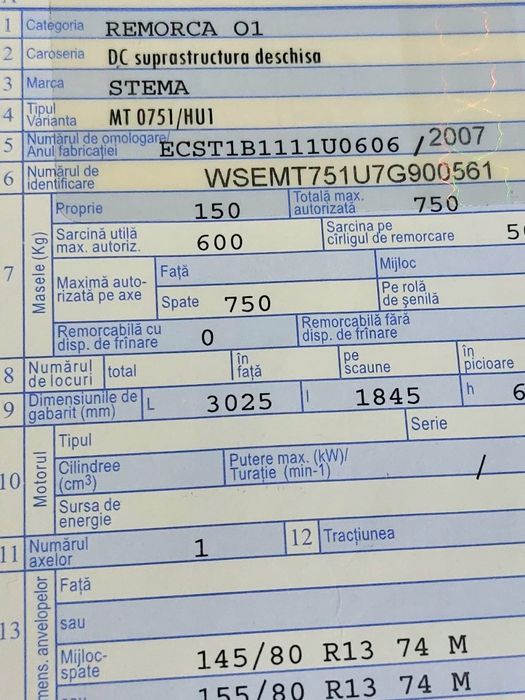 1 Categoria REMORCA O1
2 Caroseria DC suprastructura deschisa
3 Marca STEMA
4 Tipul Varianta MT 0751/HU1
5 Numărul de omologare/ Anul fabricației ECST1B1111U0606 / 2007
6 Numărul de identificare WSEMT751U7G900561
7 Masele (Kg)
Proprie 150 Totală max. autorizată 750
Sarcină utilă max. autoriz. 600 Sarcina pe cîrligul de remorcare
Maximă autorizată pe axe Față Mijloc
Spate 750 Pe rolă de șenilă
Remorcabilă cu disp. de frînare 0 Remorcabilă fără disp. de frînare
8 Numărul de locuri total în față pe scaune în picioare
9 Dimensiunile de gabarit (mm) L 3025 l 1845 h
10 Motorul
Tipul Serie
Cilindree (cm3) Putere max. (kW)/ Turație (min-1) /
Sursa de energie
11 Numărul axelor 1 12 Tracțiunea
13 mens. anvelopelor
Față
sau
Mijloc-spate 145/80 R13 74 M
sau 155/80 R13 74 M